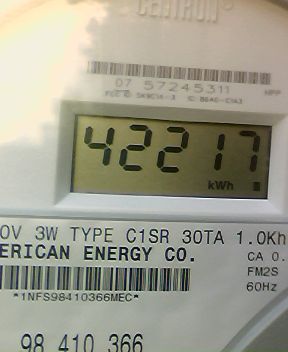 CENTRON
07 57245311
42217
kWh
0V 3W TYPE C1SR 30TA 1.0Kh
ERICAN ENERGY CO.
CA 0.
FM2S
60Hz
*1NFS98410366MEC*
98 410 366